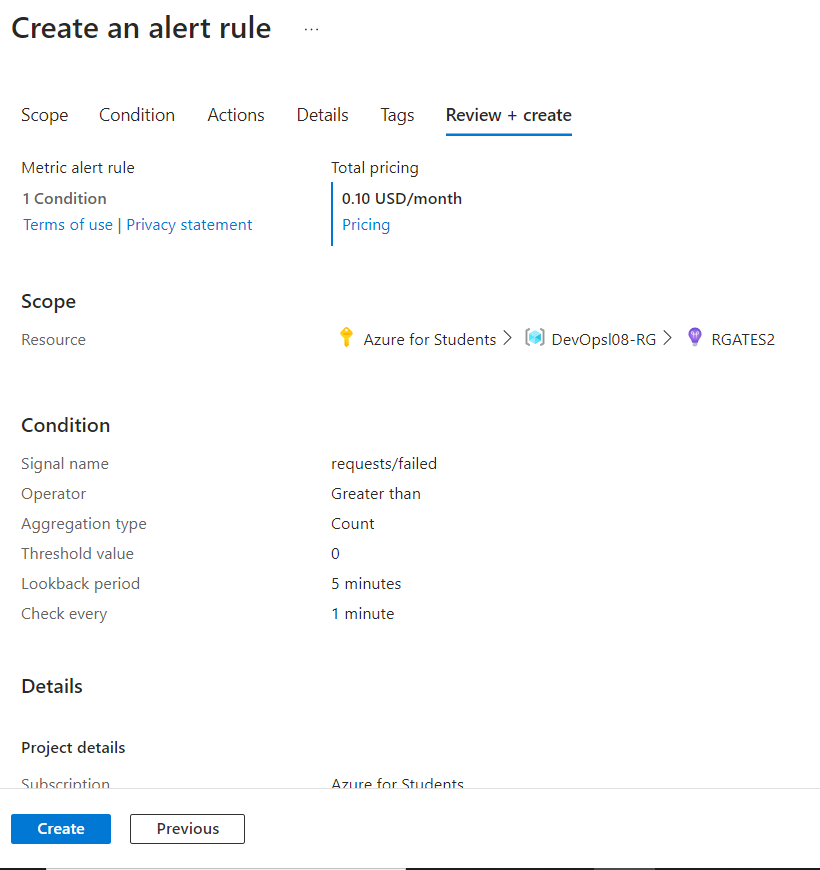 Create an alert rule ...
Scope Condition Actions Details Tags Review + create
Metric alert rule Total pricing
1 Condition 0.10 USD/month
Terms of use | Privacy statement Pricing
Scope
Resource Azure for Students > DevOpsl08-RG > RGATES2
Condition
Signal name requests/failed
Operator Greater than
Aggregation type Count
Threshold value 0
Lookback period 5 minutes
Check every 1 minute
Details
Project details
Subscription Azure for Students
Create Previous